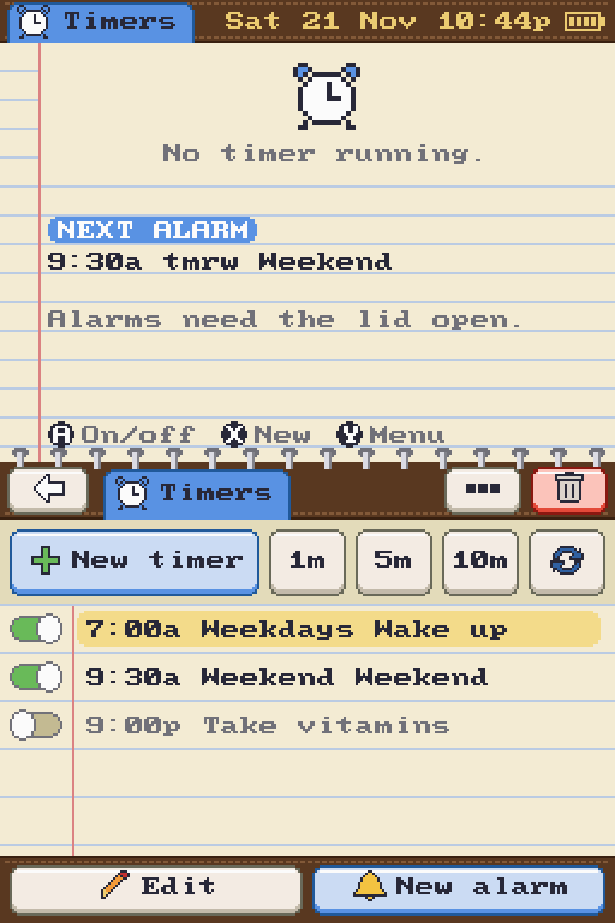 Timers Sat 21 Nov 10:44p
No timer running.
NEXT ALARM
9:30a tmrw Weekend
Alarms need the lid open.
A On/off X New Y Menu
Timers
New timer 1m 5m 10m
7:00a Weekdays Wake up
9:30a Weekend Weekend
9:00p Take vitamins
Edit New alarm